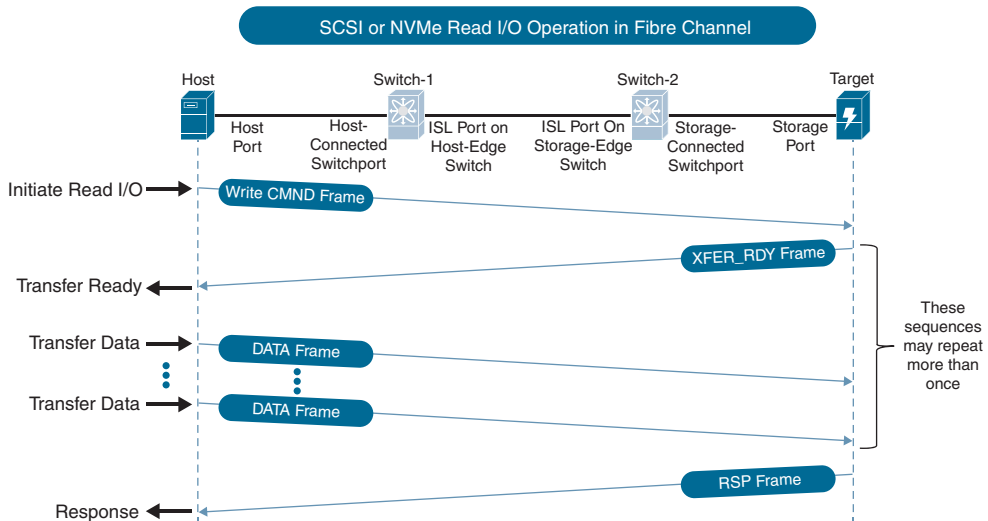 SCSI or NVMe Read I/O Operation in Fibre Channel
Host
Switch-1
Switch-2
Target
Host
Port
Host-
Connected
Switchport
ISL Port on
Host-Edge
Switch
ISL Port On
Storage-Edge
Switch
Storage-
Connected
Switchport
Storage
Port
Initiate Read I/O
Write CMND Frame
XFER_RDY Frame
Transfer Ready
These
sequences
may repeat
more than
once
Transfer Data
DATA Frame
Transfer Data
DATA Frame
RSP Frame
Response